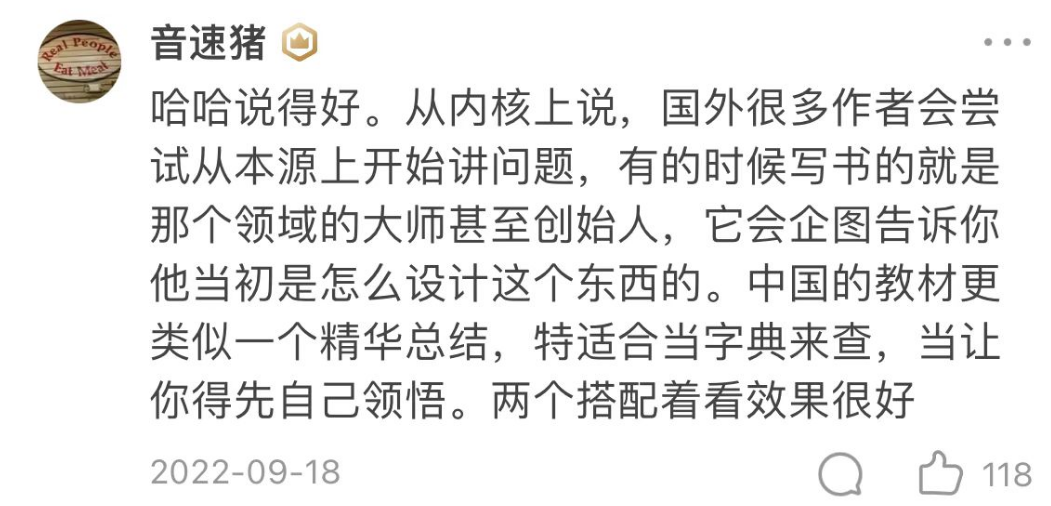 Real People
Eat Meat
音速猪
哈哈说得好。从内核上说，国外很多作者会尝
试从本源上开始讲问题，有的时候写书的就是
那个领域的大师甚至创始人，它会企图告诉你
他当初是怎么设计这个东西的。中国的教材更
类似一个精华总结，特适合当字典来查，当让
你得先自己领悟。两个搭配着看效果很好
2022-09-18
118